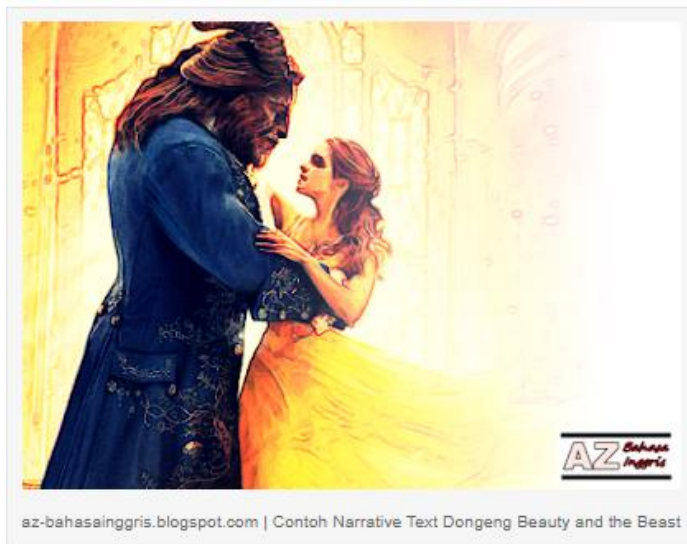 AZ Bahasa
Inggris
az-bahasainggris.blogspot.com | Contoh Narrative Text Dongeng Beauty and the Beast